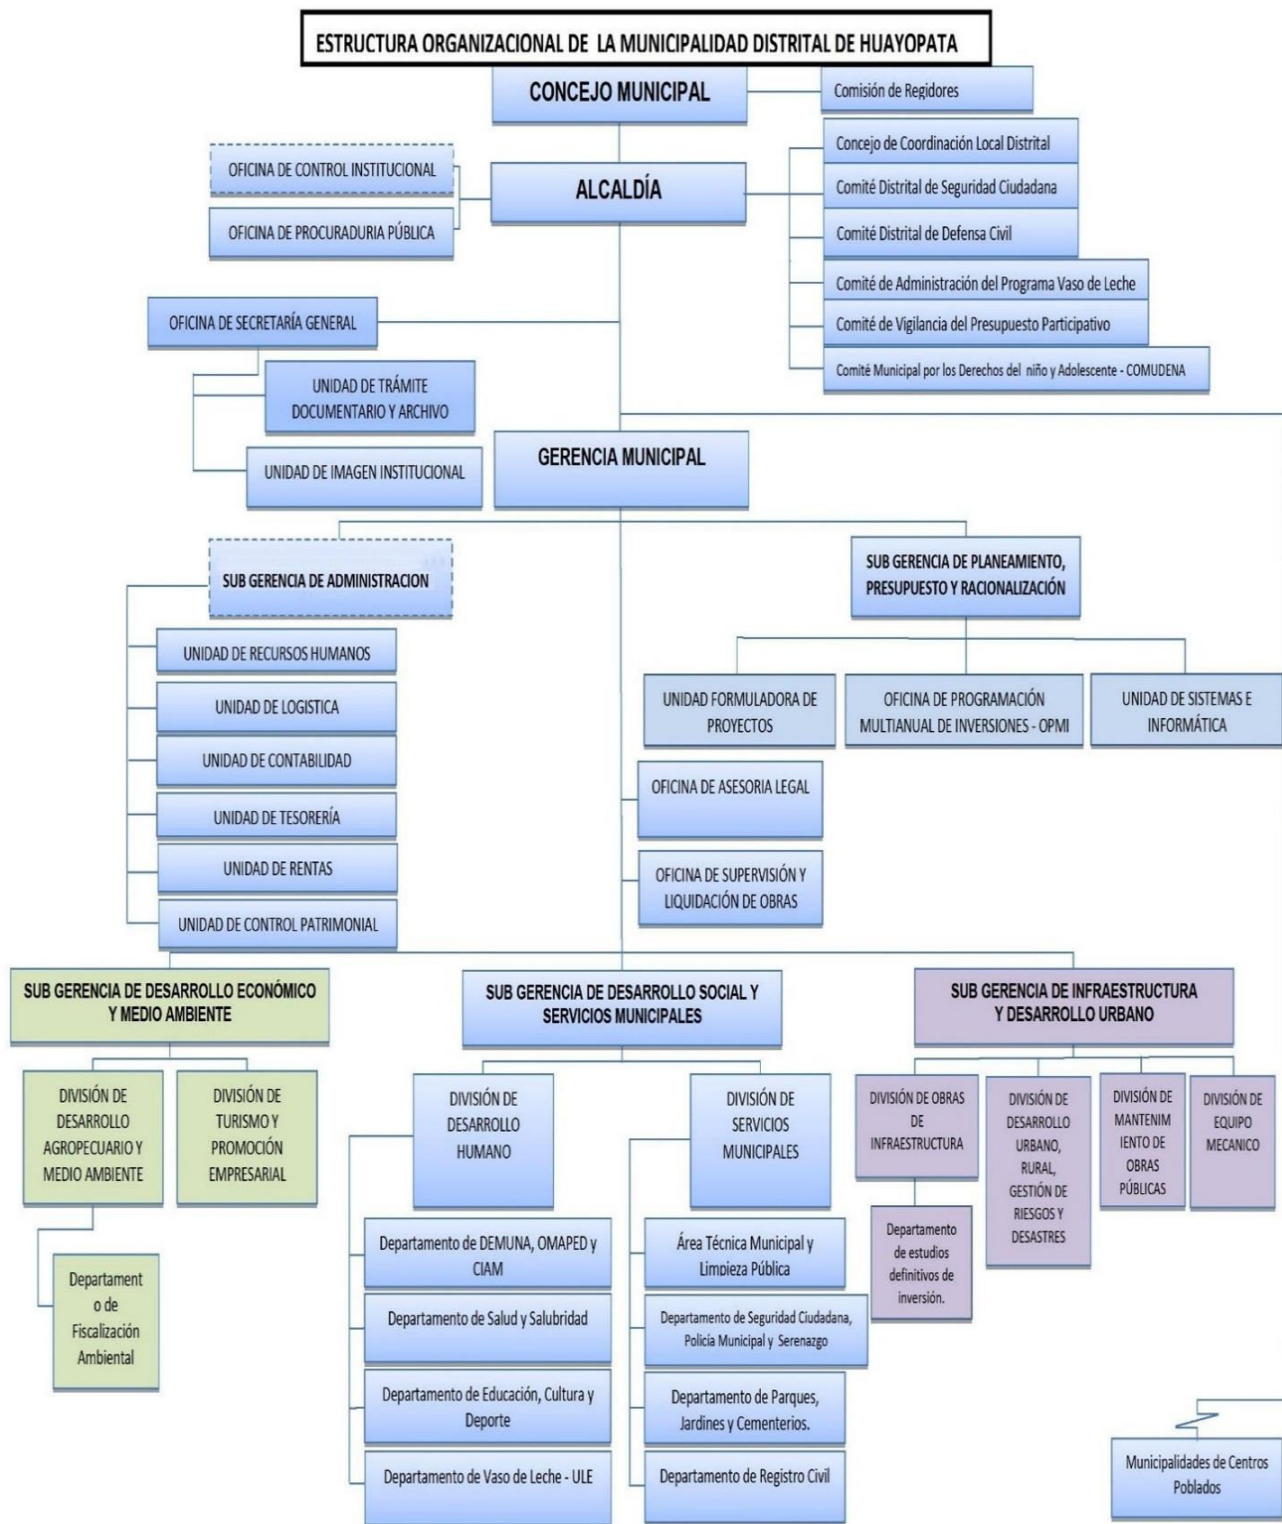 ESTRUCTURA ORGANIZACIONAL DE LA MUNICIPALIDAD DISTRITAL DE HUAYOPATA
CONCEJO MUNICIPAL
Comisión de Regidores
OFICINA DE CONTROL INSTITUCIONAL
OFICINA DE PROCURADURIA PÚBLICA
ALCALDÍA
Concejo de Coordinación Local Distrital
Comité Distrital de Seguridad Ciudadana
Comité Distrital de Defensa Civil
Comité de Administración del Programa Vaso de Leche
Comité de Vigilancia del Presupuesto Participativo
Comité Municipal por los Derechos del niño y Adolescente - COMUDENA
OFICINA DE SECRETARÍA GENERAL
UNIDAD DE TRÁMITE
DOCUMENTARIO Y ARCHIVO
UNIDAD DE IMAGEN INSTITUCIONAL
GERENCIA MUNICIPAL
SUB GERENCIA DE ADMINISTRACION
UNIDAD DE RECURSOS HUMANOS
UNIDAD DE LOGISTICA
UNIDAD DE CONTABILIDAD
UNIDAD DE TESORERÍA
UNIDAD DE RENTAS
UNIDAD DE CONTROL PATRIMONIAL
SUB GERENCIA DE PLANEAMIENTO,
PRESUPUESTO Y RACIONALIZACIÓN
UNIDAD FORMULADORA DE
PROYECTOS
OFICINA DE PROGRAMACIÓN
MULTIANUAL DE INVERSIONES - OPMI
UNIDAD DE SISTEMAS E
INFORMÁTICA
OFICINA DE ASESORIA LEGAL
OFICINA DE SUPERVISIÓN Y
LIQUIDACIÓN DE OBRAS
SUB GERENCIA DE DESARROLLO ECONÓMICO
Y MEDIO AMBIENTE
DIVISIÓN DE
DESARROLLO
AGROPECUARIO Y
MEDIO AMBIENTE
DIVISIÓN DE
TURISMO Y
PROMOCIÓN
EMPRESARIAL
Departament
o de
Fiscalización
Ambiental
SUB GERENCIA DE DESARROLLO SOCIAL Y
SERVICIOS MUNICIPALES
DIVISIÓN DE
DESARROLLO
HUMANO
Departamento de DEMUNA, OMAPED y
CIAM
Departamento de Salud y Salubridad
Departamento de Educación, Cultura y
Deporte
Departamento de Vaso de Leche - ULE
DIVISIÓN DE
SERVICIOS
MUNICIPALES
Área Técnica Municipal y
Limpieza Pública
Departamento de Seguridad Ciudadana,
Policía Municipal y Serenazgo
Departamento de Parques,
Jardines y Cementerios.
Departamento de Registro Civil
SUB GERENCIA DE INFRAESTRUCTURA
Y DESARROLLO URBANO
DIVISIÓN DE OBRAS
DE
INFRAESTRUCTURA
Departamento
de estudios
definitivos de
inversión.
DIVISIÓN DE
DESARROLLO
URBANO,
RURAL,
GESTIÓN DE
RIESGOS Y
DESASTRES
DIVISIÓN DE
MANTENIM
IENTO DE
OBRAS
PÚBLICAS
DIVISIÓN DE
EQUIPO
MECANICO
Municipalidades de Centros
Poblados